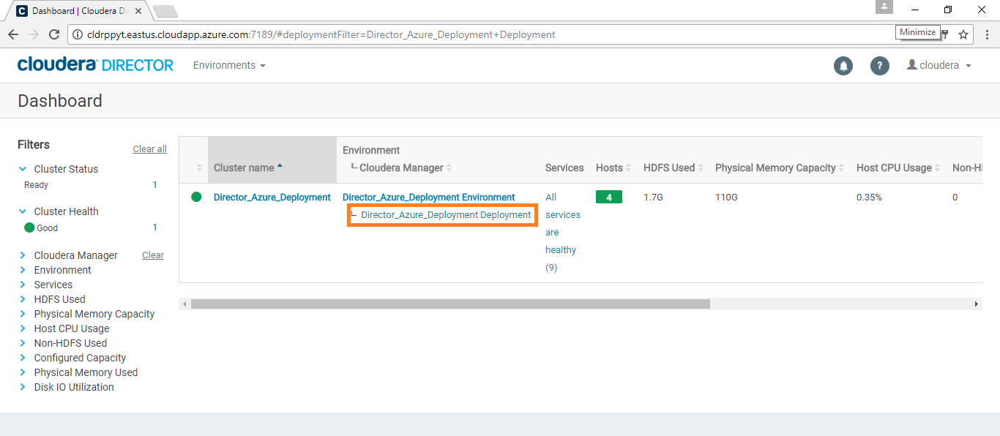 Dashboard | Cloudera Di
cldrppyt.eastus.cloudapp.azure.com:7189/#deploymentFilter=Director_Azure_Deployment+Deployment
Minimize
cloudera DIRECTOR
Environments
?
cloudera
Dashboard
Filters
Clear all
Cluster Status
Ready 1
Cluster Health
Good 1
Cloudera Manager Clear
Environment
Services
HDFS Used
Physical Memory Capacity
Host CPU Usage
Non-HDFS Used
Configured Capacity
Physical Memory Used
Disk IO Utilization
Environment
Cluster name Cloudera Manager Services Hosts HDFS Used Physical Memory Capacity Host CPU Usage Non-H
Director_Azure_Deployment Director_Azure_Deployment Environment All 4 1.7G 110G 0.35% 0
Director_Azure_Deployment Deployment services
are
healthy
(9)